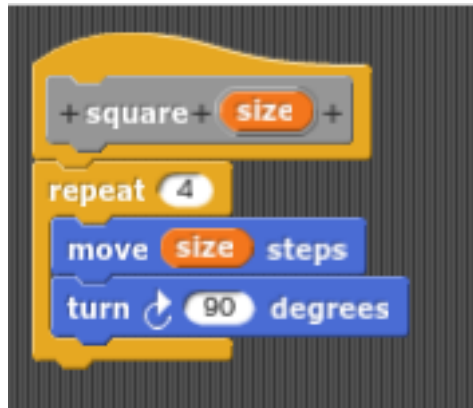 + square + size +
repeat 4
move size steps
turn 90 degrees